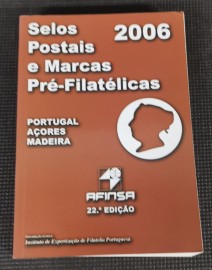 Selos 2006
Postais
e Marcas
Pré-Filatélicas
PORTUGAL
AÇORES
MADEIRA
AFINSA
22.ª EDIÇÃO
Instituto de Expertização de Filatelia Portuguesa